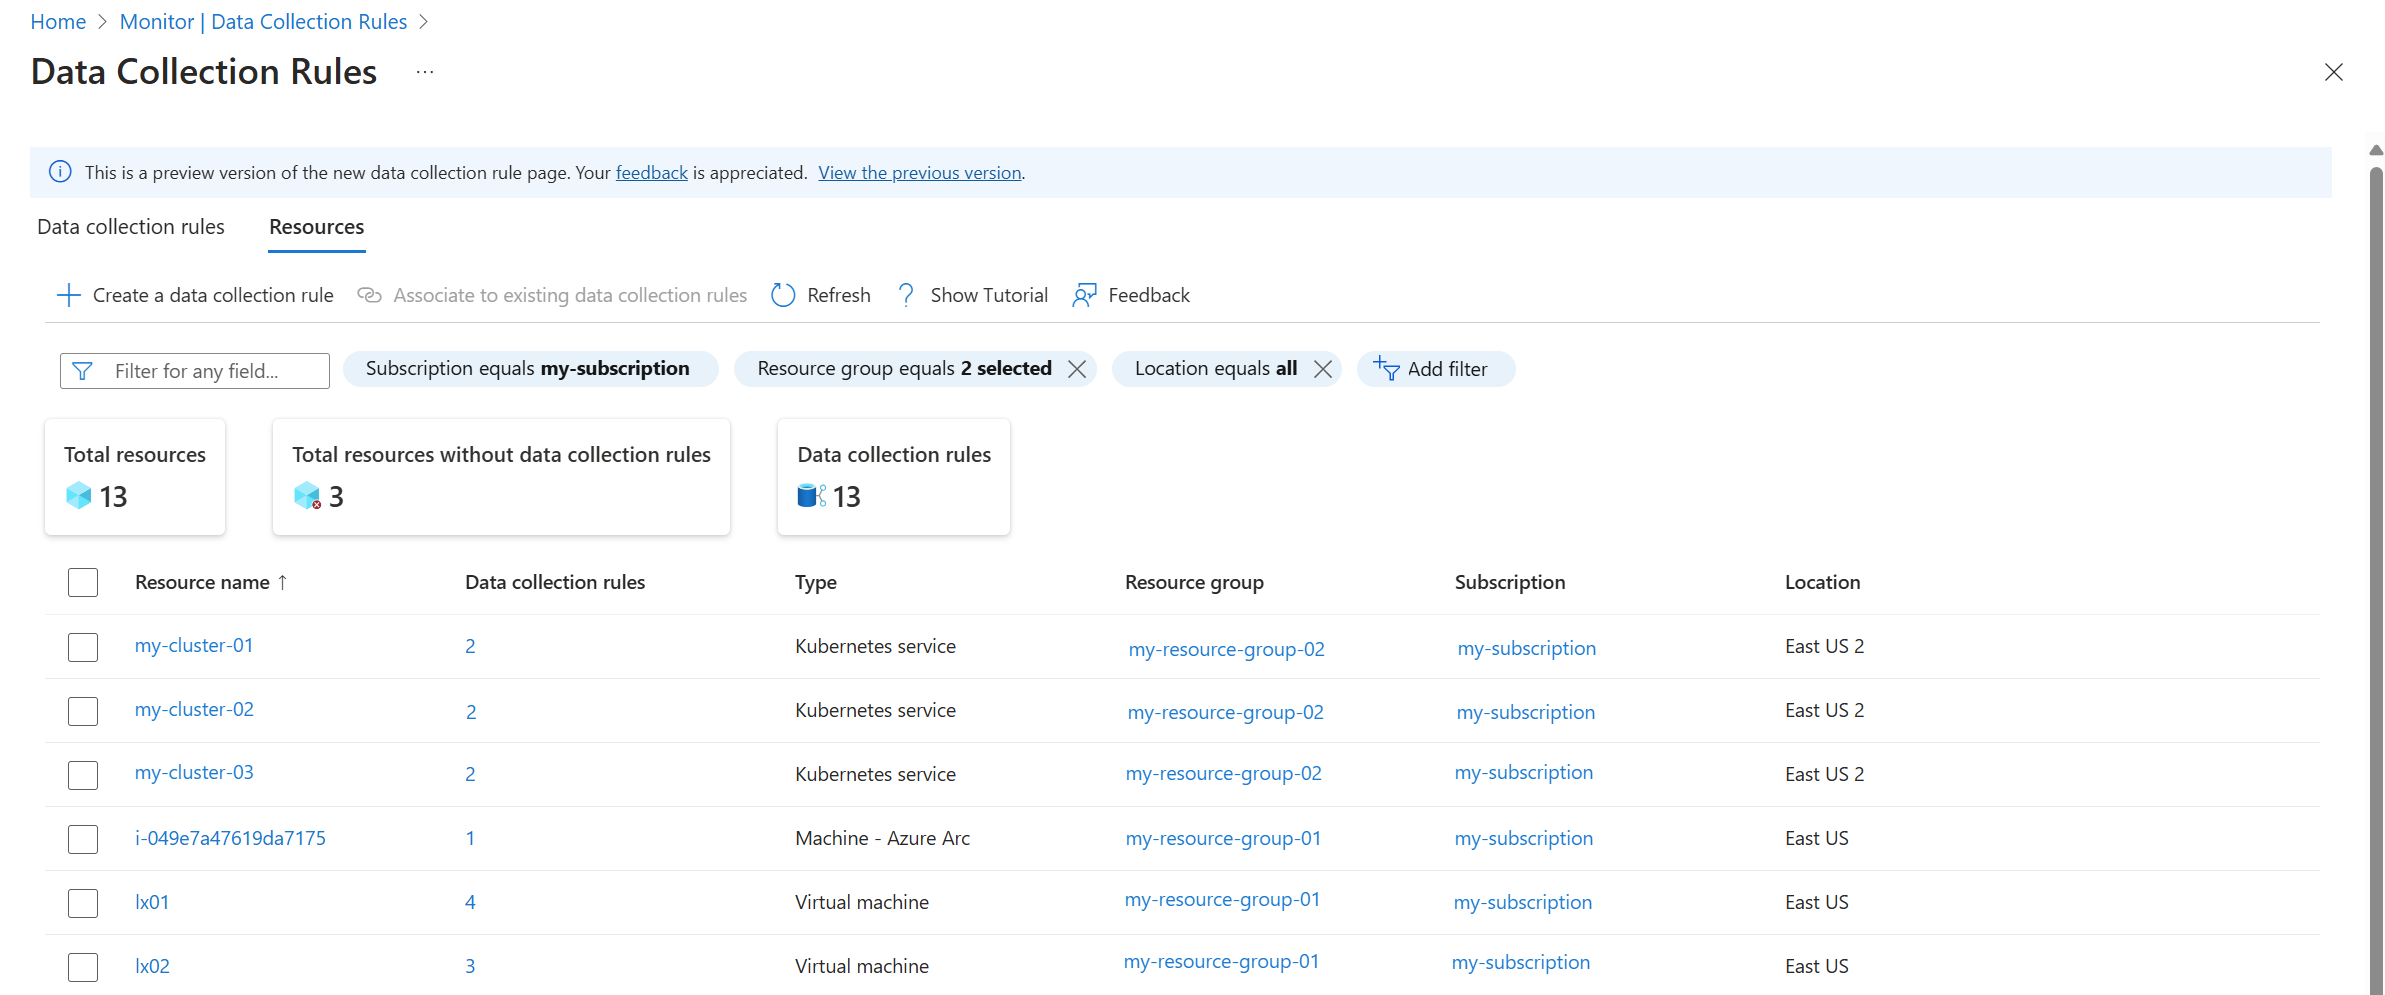 Home > Monitor | Data Collection Rules >
Data Collection Rules ...
This is a preview version of the new data collection rule page. Your feedback is appreciated. View the previous version.
Data collection rules Resources
Create a data collection rule Associate to existing data collection rules Refresh Show Tutorial Feedback
Filter for any field... Subscription equals my-subscription Resource group equals 2 selected Location equals all Add filter
Total resources Total resources without data collection rules Data collection rules
13 3 13
Resource name ↑ Data collection rules Type Resource group Subscription Location
my-cluster-01 2 Kubernetes service my-resource-group-02 my-subscription East US 2
my-cluster-02 2 Kubernetes service my-resource-group-02 my-subscription East US 2
my-cluster-03 2 Kubernetes service my-resource-group-02 my-subscription East US 2
i-049e7a47619da7175 1 Machine - Azure Arc my-resource-group-01 my-subscription East US
lx01 4 Virtual machine my-resource-group-01 my-subscription East US
lx02 3 Virtual machine my-resource-group-01 my-subscription East US